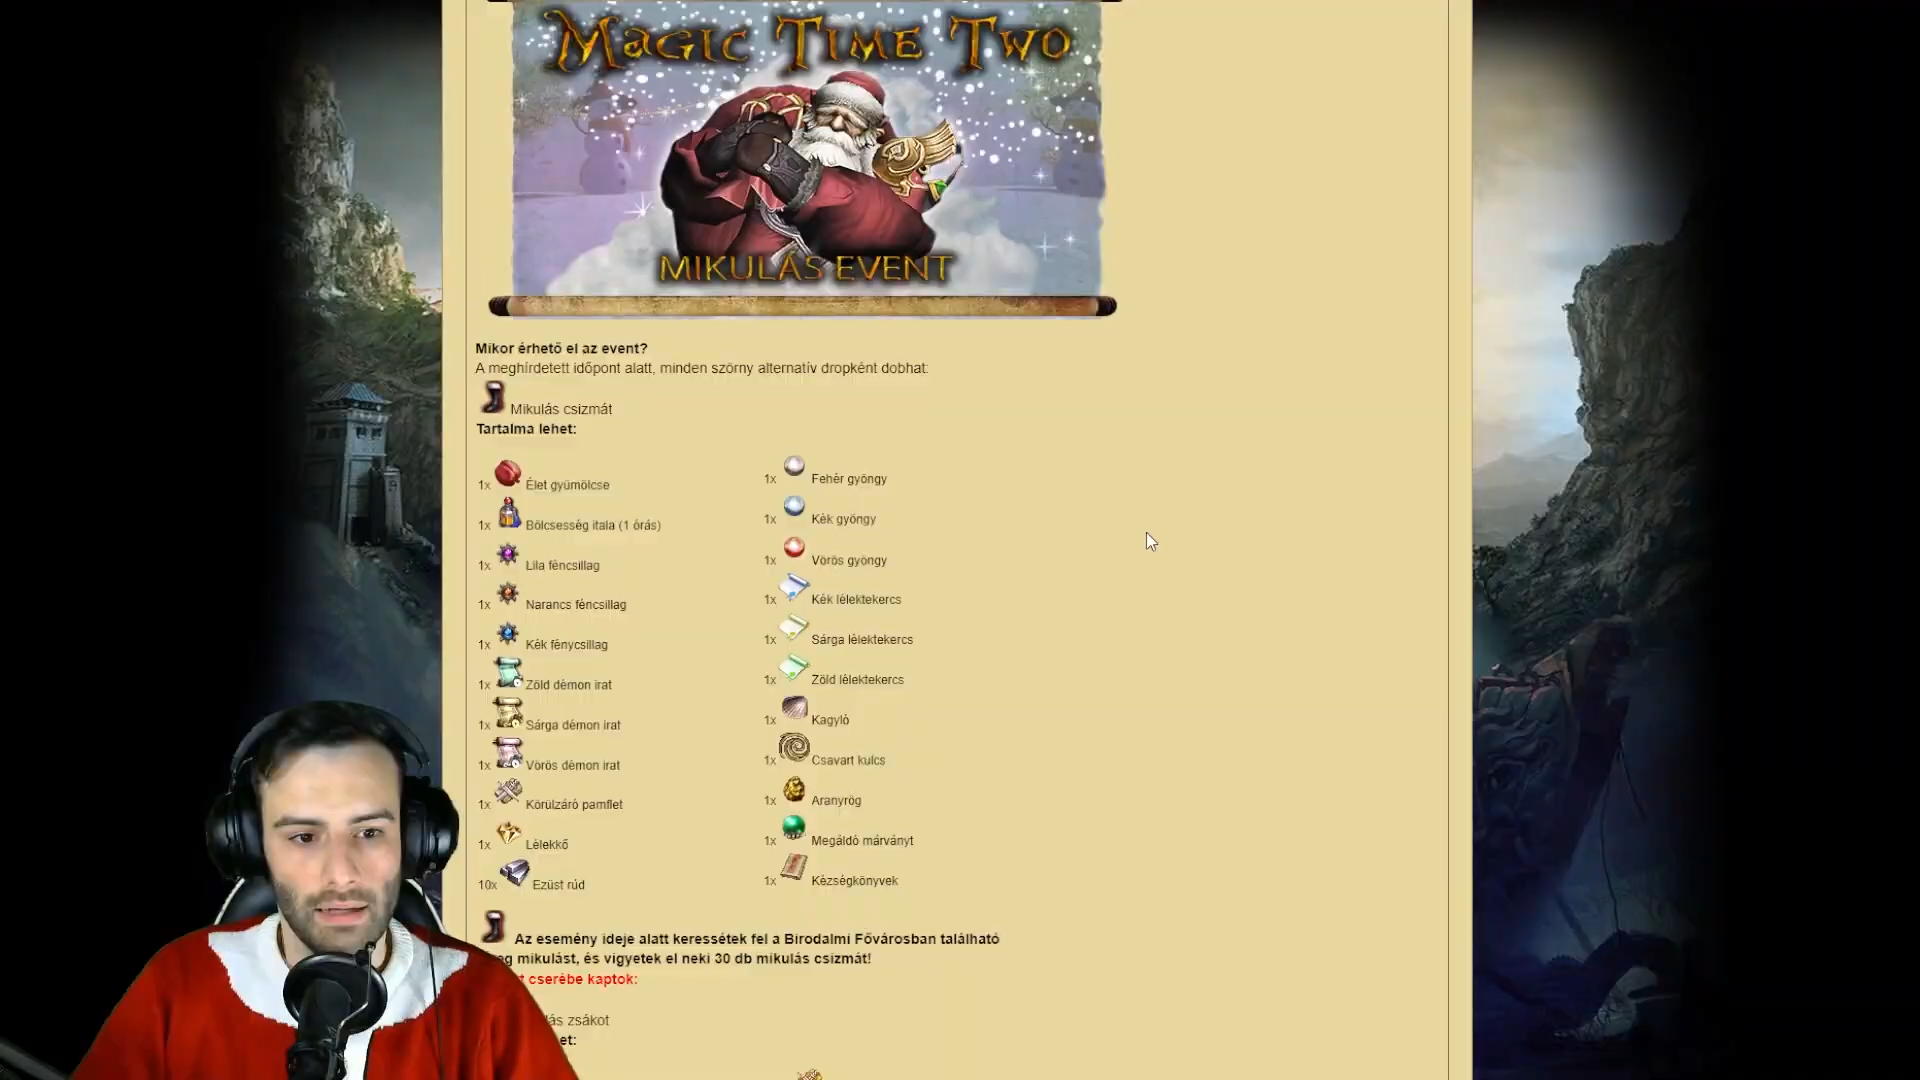 Magic Time Two
MIKULÁS EVENT
Mikor érhető el az event?
A meghírdetett időpont alatt, minden szörny alternatív dropként dobhat:
Mikulás csizmát
Tartalma lehet:
1x Élet gyümölcse
1x Bölcsesség itala (1 órás)
1x Lila féncsillag
1x Narancs féncsillag
1x Kék fénycsillag
1x Zöld démon irat
1x Sárga démon irat
1x Vörös démon irat
1x Körülzáró pamflet
1x Lélekkő
10x Ezüst rúd
1x Fehér gyöngy
1x Kék gyöngy
1x Vörös gyöngy
1x Kék lélektekercs
1x Sárga lélektekercs
1x Zöld lélektekercs
1x Kagyló
1x Csavart kulcs
1x Aranyrög
1x Megáldó márványt
1x Kézségkönyvek
Az esemény ideje alatt keressétek fel a Birodalmi Fővárosban található
mikulást, és vigyetek el neki 30 db mikulás csizmát!
cserébe kaptok:
zsákot